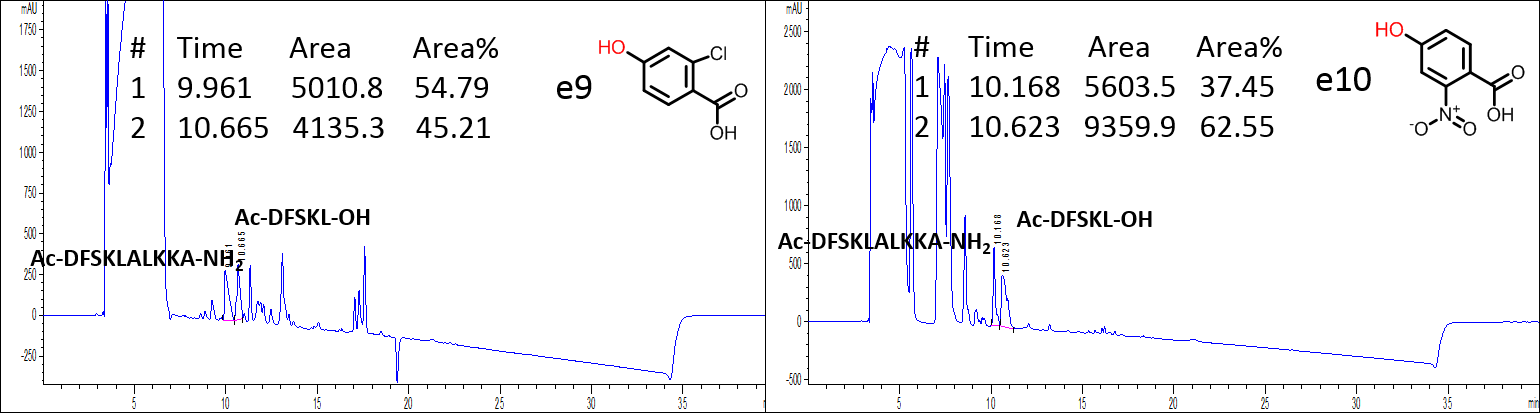 mAU
1750
1500
1250
1000
750
500
250
0
-250
# Time Area Area%
1 9.961 5010.8 54.79
2 10.665 4135.3 45.21
e9
HO
Cl
O
OH
Ac-DFSKL-OH
10.665
Ac-DFSKLALKKA-NH2
5 10 15 20 25 30 35
mAU
2500
2000
1500
1000
500
0
-500
# Time Area Area%
1 10.168 5603.5 37.45
2 10.623 9359.9 62.55
e10
HO
O
OH
N+
-O
O
Ac-DFSKL-OH
10.168
10.623
Ac-DFSKLALKKA-NH2
5 10 15 20 25 30 35 min